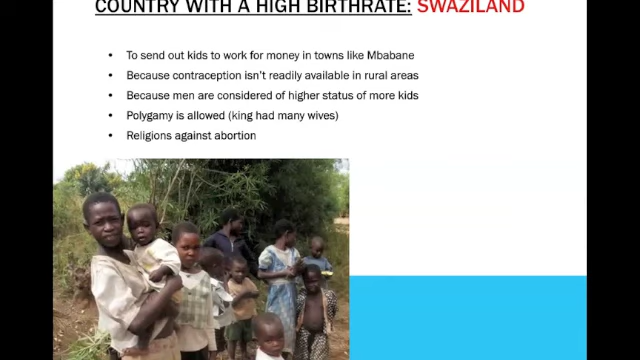 COUNTRY WITH A HIGH BIRTHRATE: SWAZILAND
• To send out kids to work for money in towns like Mbabane
• Because contraception isn't readily available in rural areas
• Because men are considered of higher status of more kids
• Polygamy is allowed (king had many wives)
• Religions against abortion